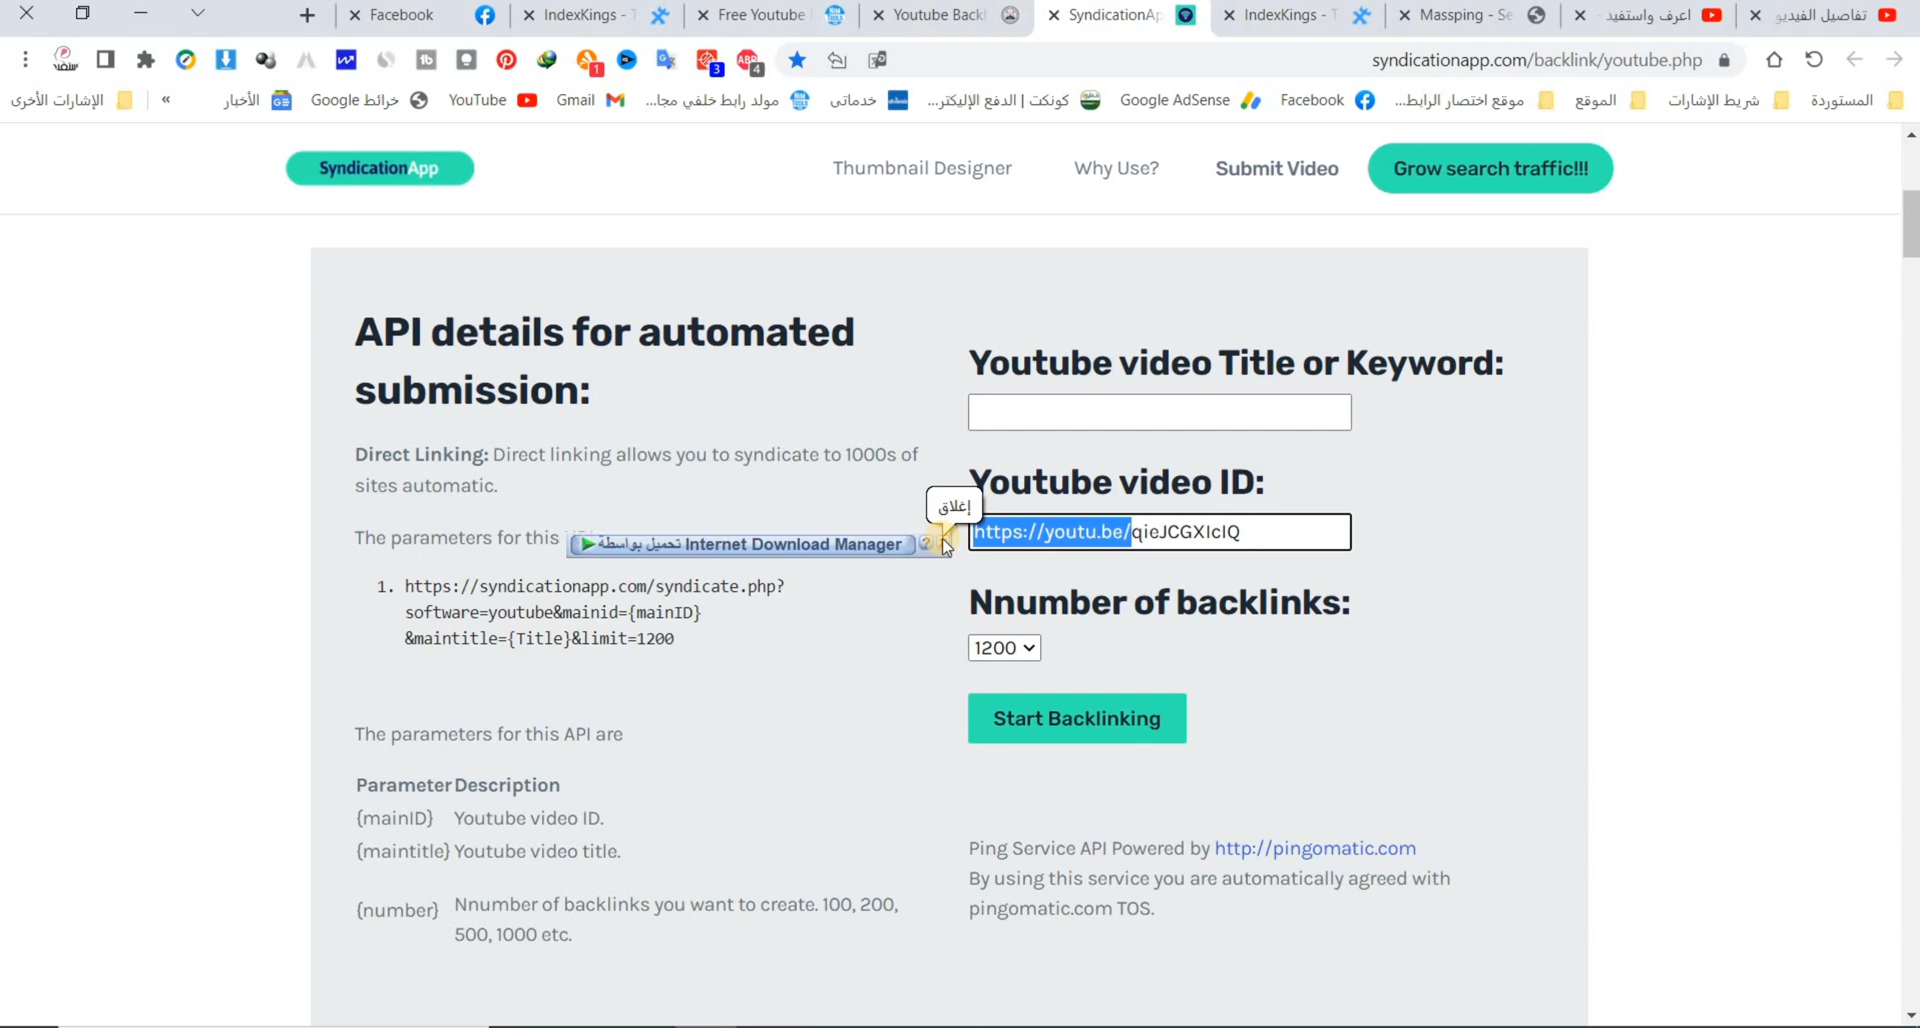 Facebook
IndexKings - T
Free Youtube
Youtube Backl
SyndicationAp
IndexKings - T
Massping - Se
اعرف واستفيد -
تفاصيل الفيديو
syndicationapp.com/backlink/youtube.php
1
3
ABP
4
الإشارات الأخرى
«
الأخبار
خرائط Google
YouTube
Gmail
مولد رابط خلفي مجا...
خدماتى
كونكت | الدفع الإليكتر...
Google AdSense
Facebook
موقع اختصار الرابط...
الموقع
شريط الإشارات
المستوردة
SyndicationApp
Thumbnail Designer
Why Use?
Submit Video
Grow search traffic!!!
API details for automated
submission:
Direct Linking: Direct linking allows you to syndicate to 1000s of
sites automatic.
The parameters for this
تحميل بواسطة Internet Download Manager
إغلاق
1. https://syndicationapp.com/syndicate.php?
software=youtube&mainid={mainID}
&maintitle={Title}&limit=1200
The parameters for this API are
Parameter Description
{mainID} Youtube video ID.
{maintitle} Youtube video title.
{number} Nnumber of backlinks you want to create. 100, 200,
500, 1000 etc.
Youtube video Title or Keyword:
Youtube video ID:
https://youtu.be/qieJCGXIcIQ
Nnumber of backlinks:
1200
Start Backlinking
Ping Service API Powered by http://pingomatic.com
By using this service you are automatically agreed with
pingomatic.com TOS.